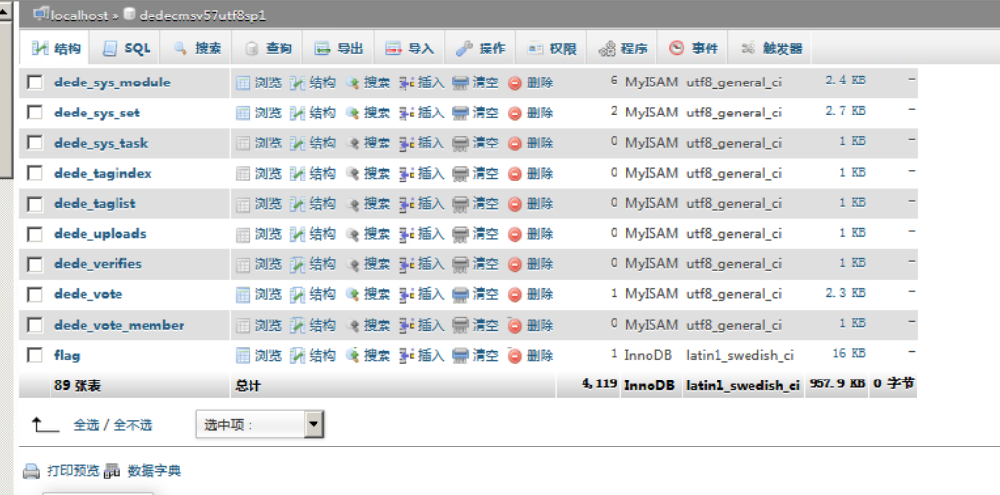 localhost » dedecmsv57utf8sp1
结构 SQL 搜索 查询 导出 导入 操作 权限 程序 事件 触发器
dede_sys_module 浏览 结构 搜索 插入 清空 删除 6 MyISAM utf8_general_ci 2.4 KB -
dede_sys_set 浏览 结构 搜索 插入 清空 删除 2 MyISAM utf8_general_ci 2.7 KB -
dede_sys_task 浏览 结构 搜索 插入 清空 删除 0 MyISAM utf8_general_ci 1 KB -
dede_tagindex 浏览 结构 搜索 插入 清空 删除 0 MyISAM utf8_general_ci 1 KB -
dede_taglist 浏览 结构 搜索 插入 清空 删除 0 MyISAM utf8_general_ci 1 KB -
dede_uploads 浏览 结构 搜索 插入 清空 删除 0 MyISAM utf8_general_ci 1 KB -
dede_verifies 浏览 结构 搜索 插入 清空 删除 0 MyISAM utf8_general_ci 1 KB -
dede_vote 浏览 结构 搜索 插入 清空 删除 1 MyISAM utf8_general_ci 2.3 KB -
dede_vote_member 浏览 结构 搜索 插入 清空 删除 0 MyISAM utf8_general_ci 1 KB -
flag 浏览 结构 搜索 插入 清空 删除 1 InnoDB latin1_swedish_ci 16 KB -
89 张表 总计 4,119 InnoDB latin1_swedish_ci 957.9 KB 0 字节
全选 / 全不选 选中项：
打印预览 数据字典